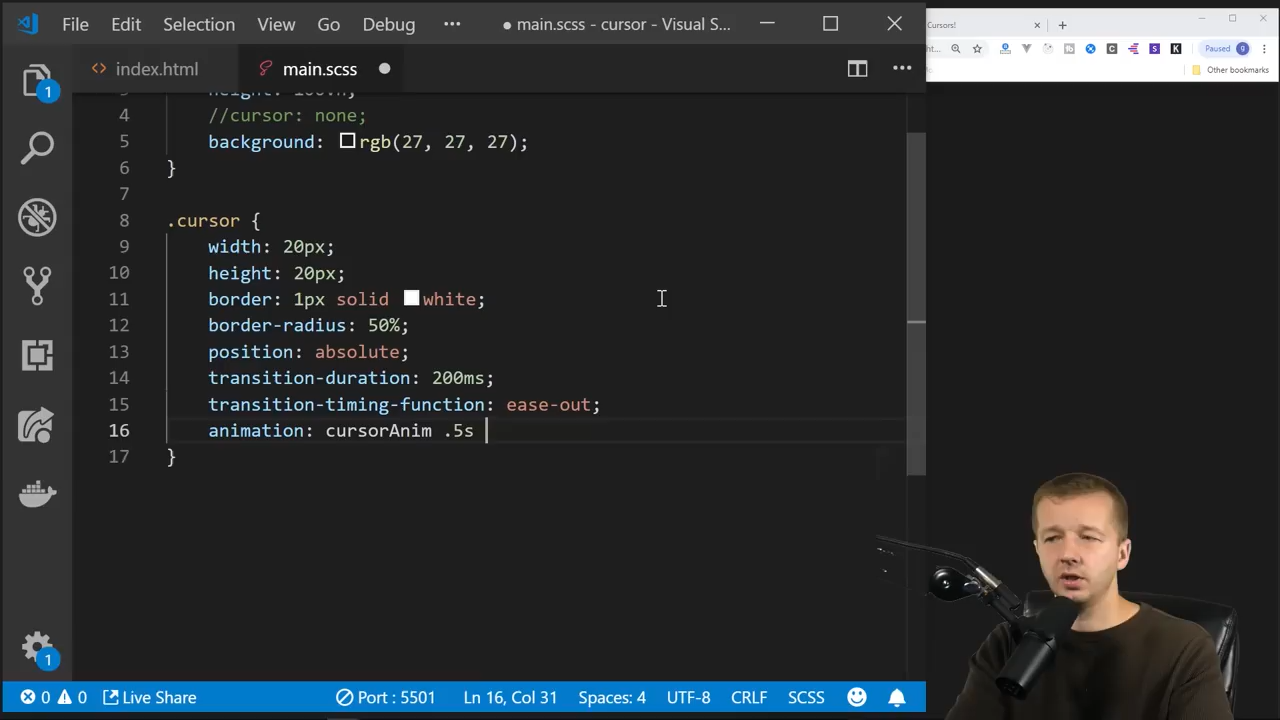 File Edit Selection View Go Debug ··· ● main.scss - cursor - Visual S...
Cursors!
Paused
Other bookmarks
index.html main.scss
4 //cursor: none;
5 background: rgb(27, 27, 27);
6 }
7
8 .cursor {
9 width: 20px;
10 height: 20px;
11 border: 1px solid white;
12 border-radius: 50%;
13 position: absolute;
14 transition-duration: 200ms;
15 transition-timing-function: ease-out;
16 animation: cursorAnim .5s
17 }
1
1
0 0 Live Share Port : 5501 Ln 16, Col 31 Spaces: 4 UTF-8 CRLF SCSS